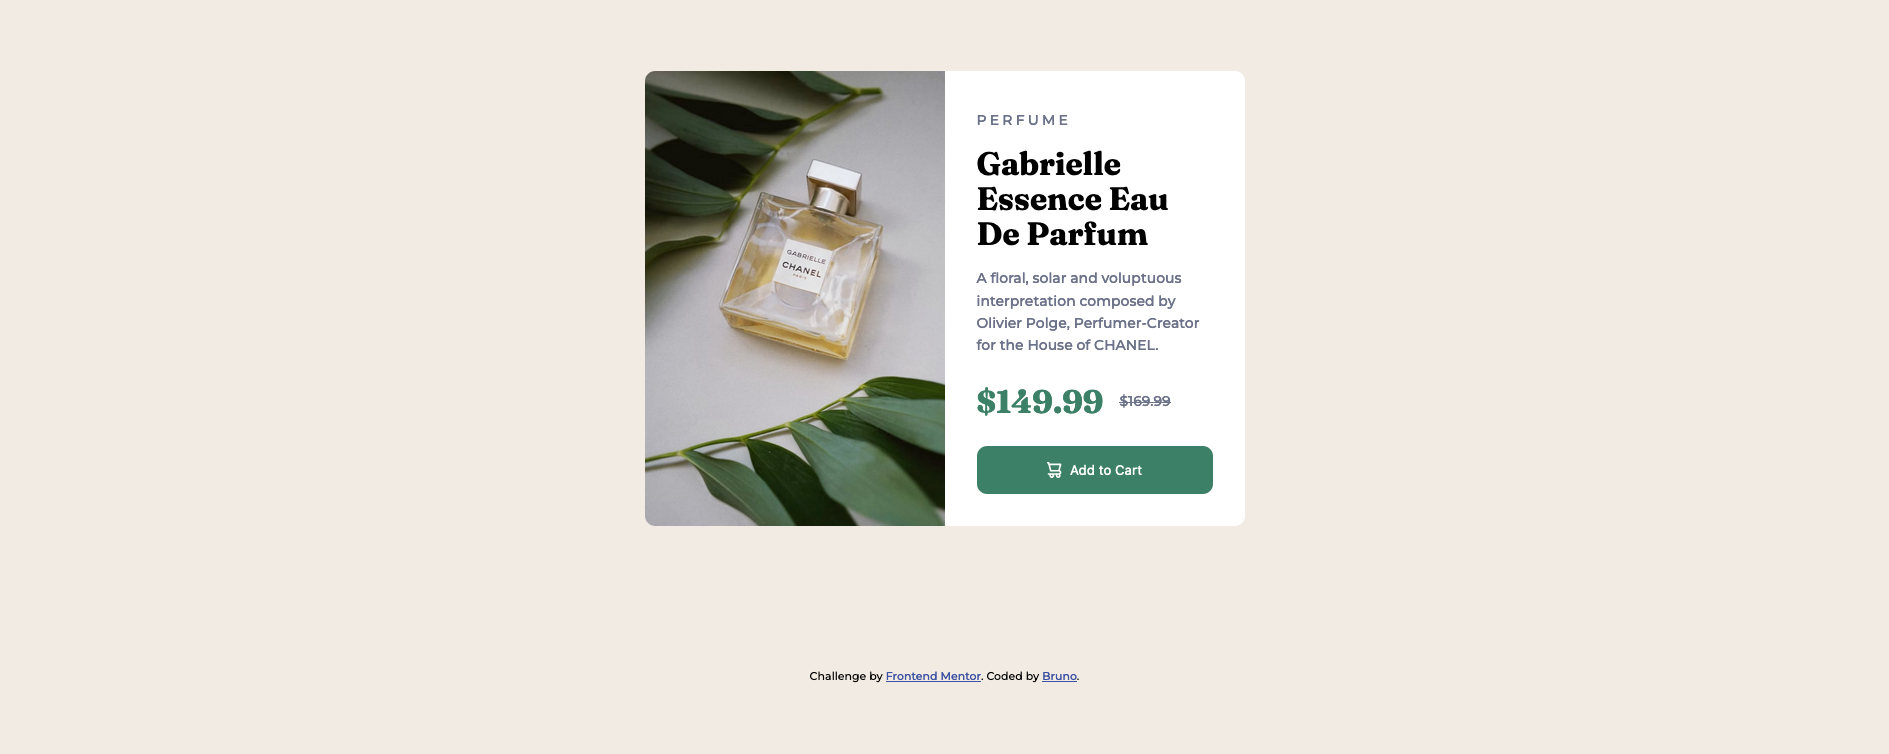 PERFUME
Gabrielle
Essence Eau
De Parfum
A floral, solar and voluptuous
interpretation composed by
Olivier Polge, Perfumer-Creator
for the House of CHANEL.
$149.99 $169.99
Add to Cart
GABRIELLE
CHANEL
PARIS
Challenge by Frontend Mentor. Coded by Bruno.